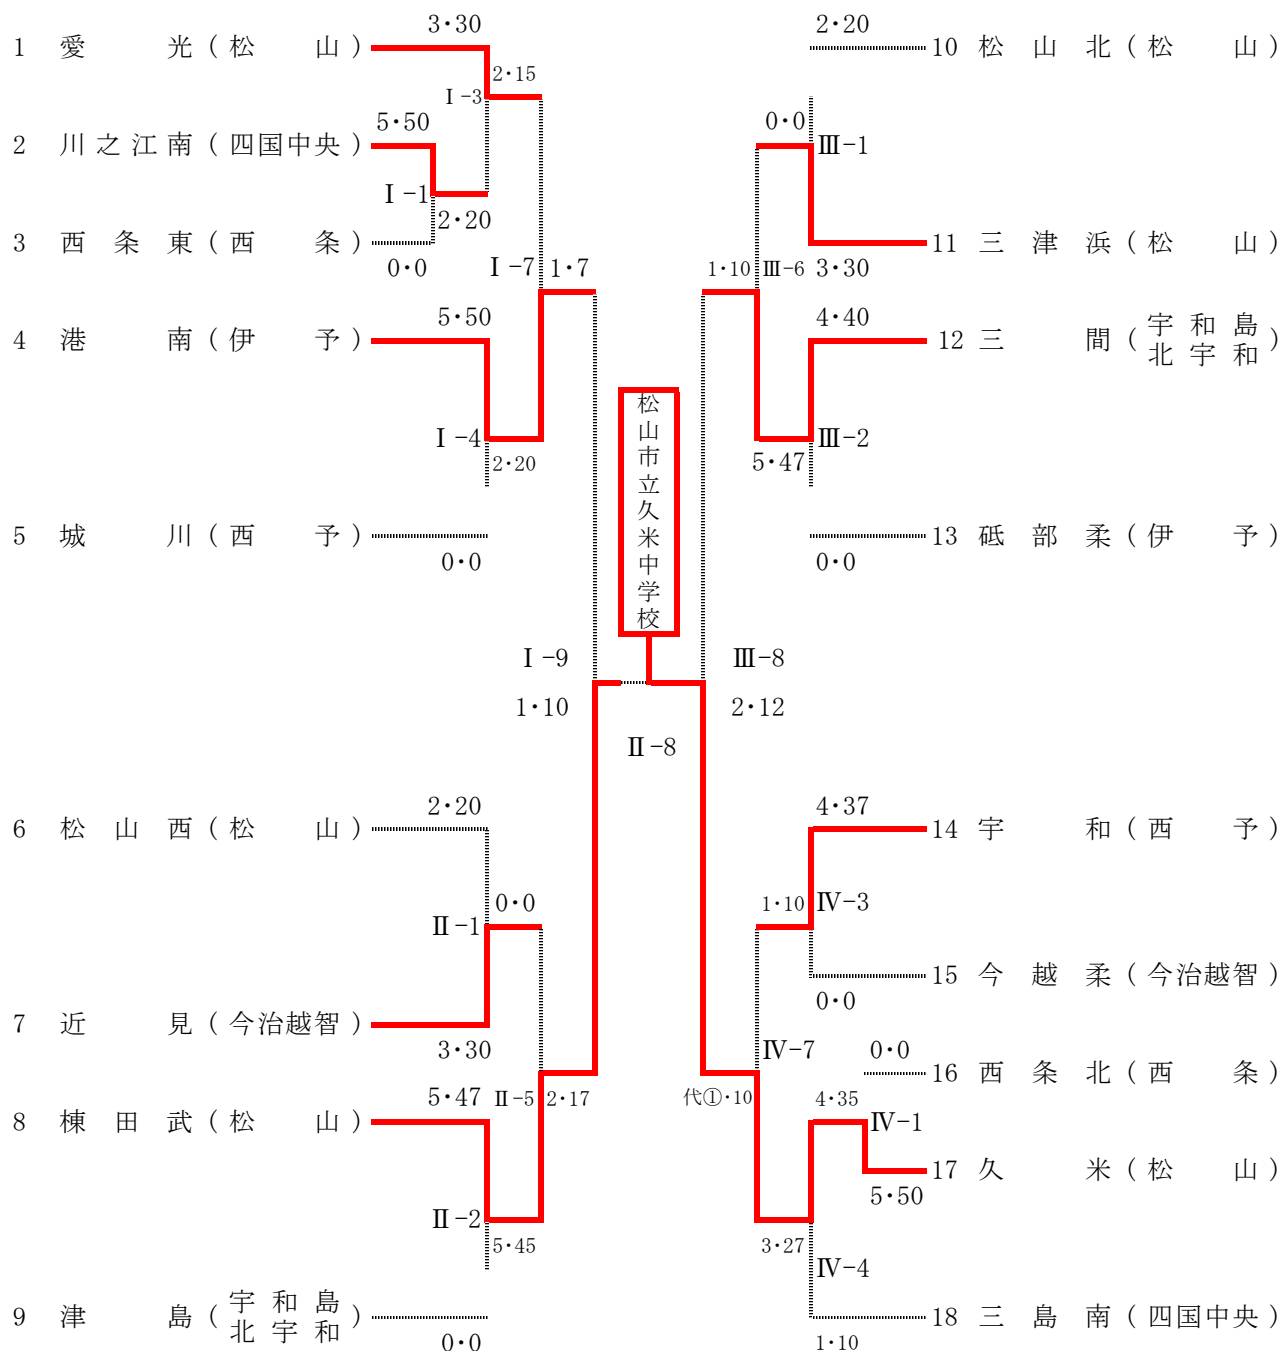 3・30
1 愛光(松山)
2・15
Ⅰ-3
5・50
2 川之江南(四国中央)
Ⅰ-1
2・20
3 西条東(西条)
0・0
Ⅰ-7
1・7
5・50
4 港南(伊予)
Ⅰ-4
2・20
5 城川(西予)
0・0
Ⅰ-9
1・10
2・20
6 松山西(松山)
0・0
Ⅱ-1
7 近見(今治越智)
3・30
5・47
Ⅱ-5
2・17
8 棟田武(松山)
Ⅱ-2
5・45
9 津島(宇和島
北宇和)
0・0
松山市立久米中学校
Ⅱ-8
2・20
10 松山北(松山)
0・0
Ⅲ-1
11 三津浜(松山)
1・10
Ⅲ-6
3・30
4・40
12 三間(宇和島
北宇和)
Ⅲ-2
5・47
13 砥部柔(伊予)
0・0
Ⅲ-8
2・12
4・37
14 宇和(西予)
1・10
Ⅳ-3
15 今越柔(今治越智)
0・0
Ⅳ-7
0・0
16 西条北(西条)
代①・10
4・35
Ⅳ-1
17 久米(松山)
5・50
3・27
Ⅳ-4
18 三島南(四国中央)
1・10